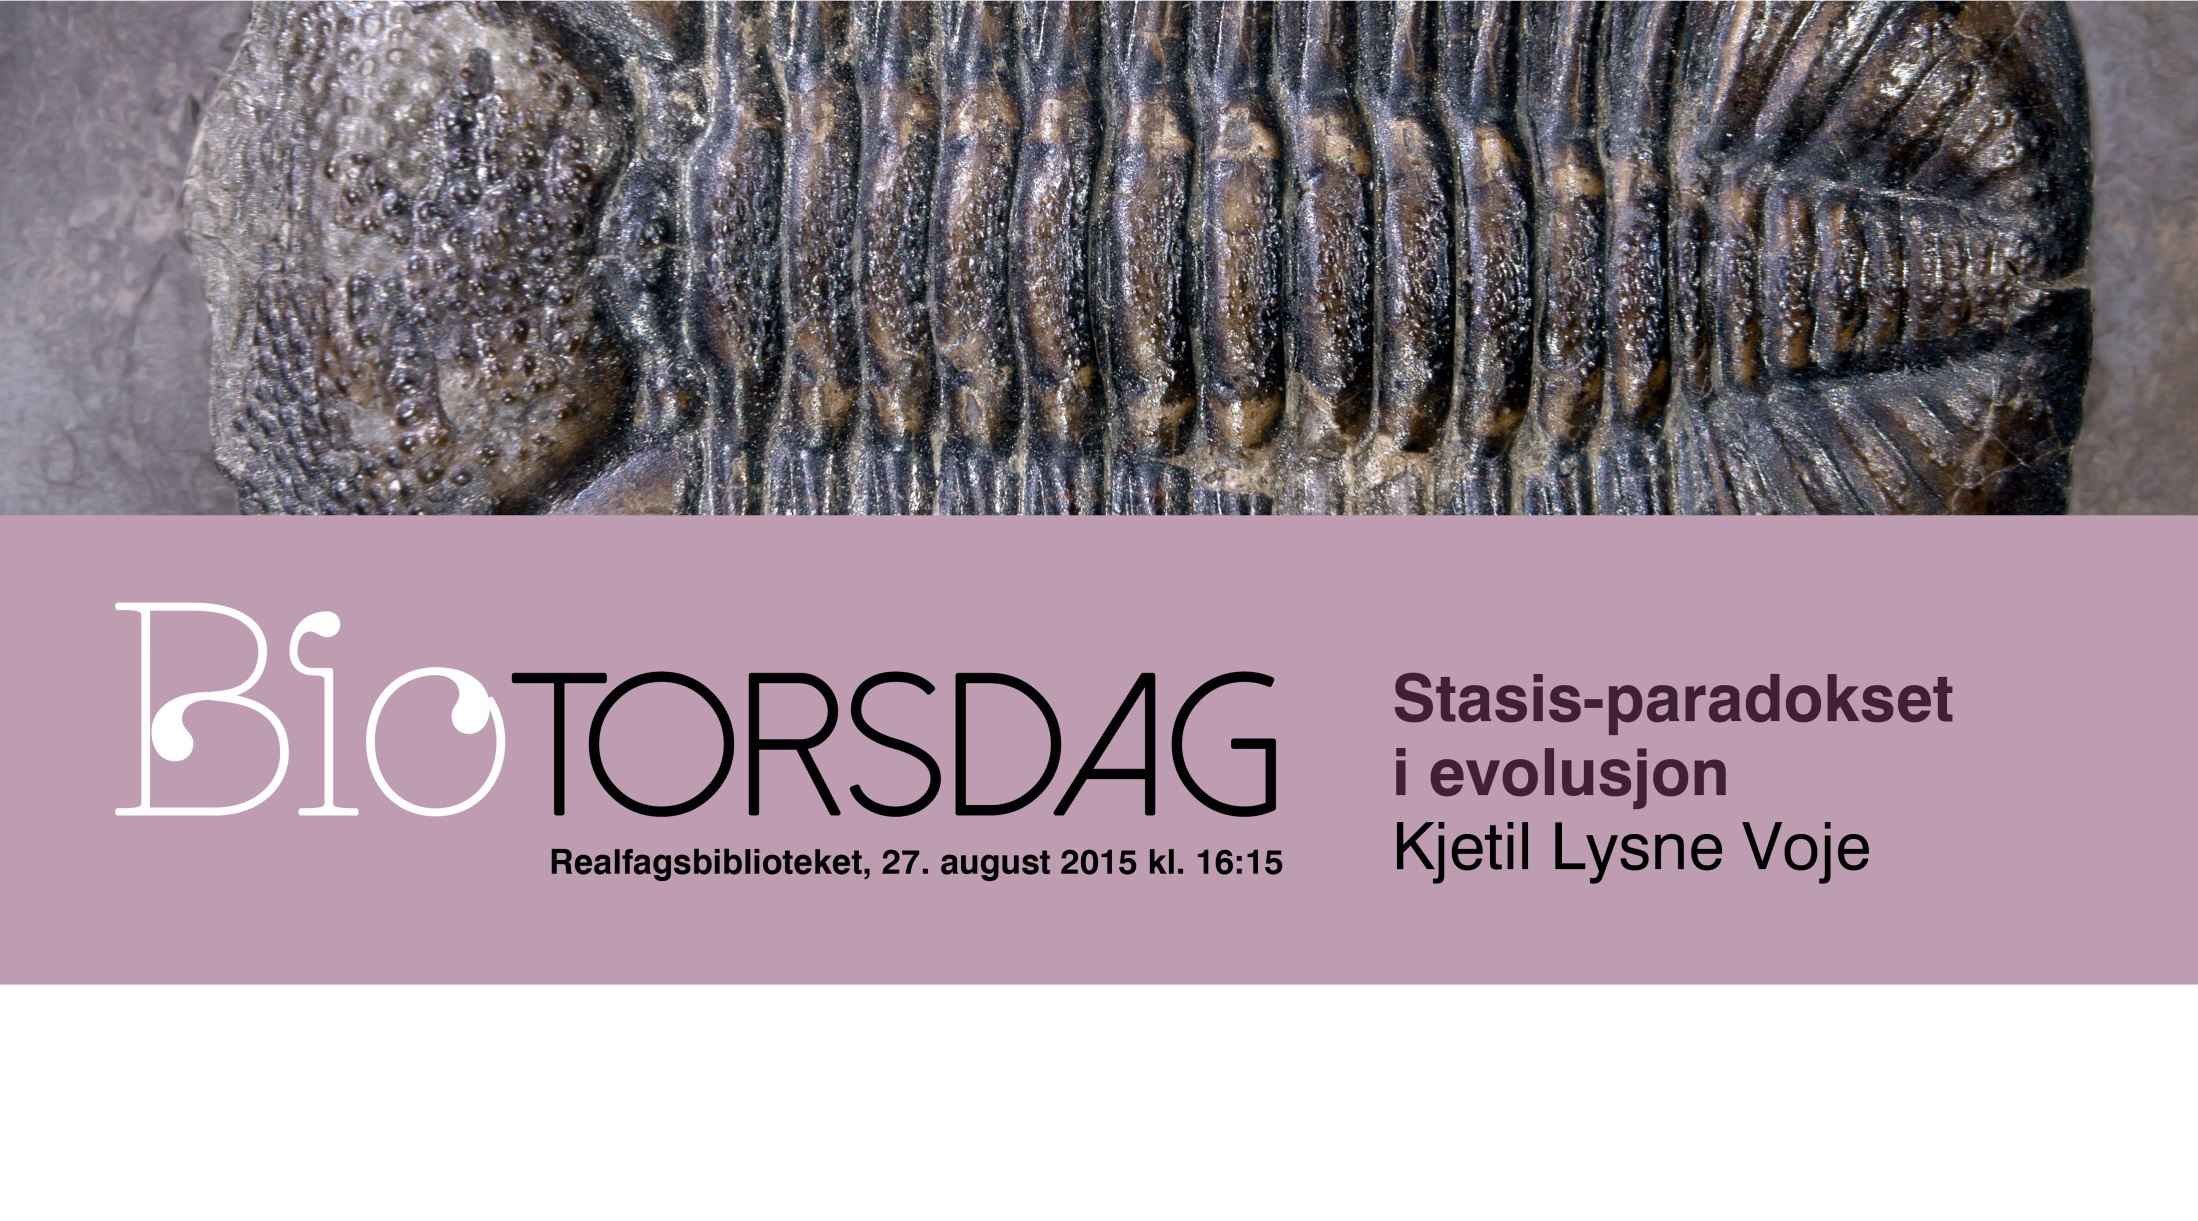 BioTORSDAG
Realfagsbiblioteket, 27. august 2015 kl. 16:15
Stasis-paradokset
i evolusjon
Kjetil Lysne Voje